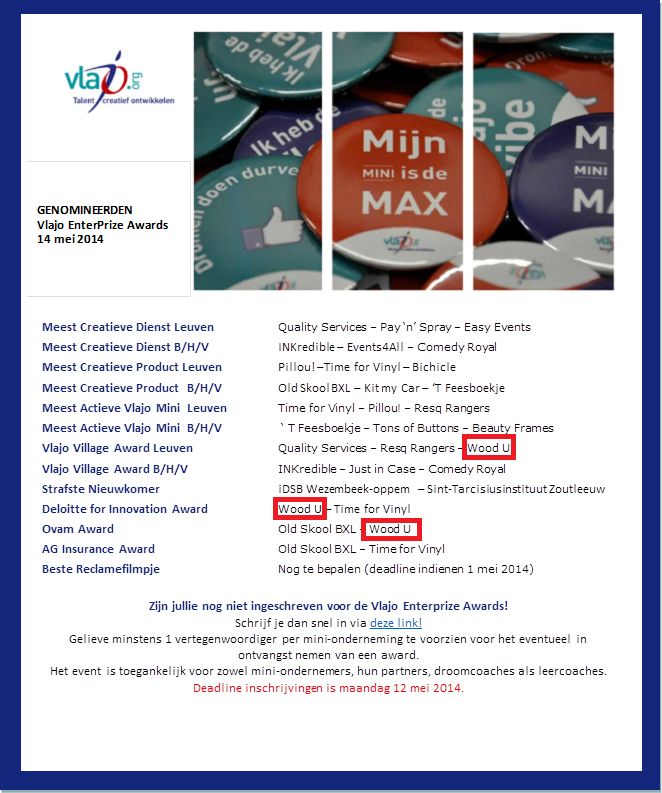 vlajo.org
Talent creatief ontwikkelen
Ik heb de
Ik heb de
Dromen doen durve
Mijn
MINI is de
MAX
vlajo.org
Vlajo
vibe
M
MINI
M
GENOMINEERDEN
Vlajo EnterPrize Awards
14 mei 2014
Meest Creatieve Dienst Leuven Quality Services – Pay ‘n’ Spray – Easy Events
Meest Creatieve Dienst B/H/V INKredible – Events4All – Comedy Royal
Meest Creatieve Product Leuven Pillou! –Time for Vinyl – Bichicle
Meest Creatieve Product B/H/V Old Skool BXL – Kit my Car – ‘T Feesboekje
Meest Actieve Vlajo Mini Leuven Time for Vinyl – Pillou! – Resq Rangers
Meest Actieve Vlajo Mini B/H/V ` T Feesboekje – Tons of Buttons – Beauty Frames
Vlajo Village Award Leuven Quality Services – Resq Rangers – Wood U
Vlajo Village Award B/H/V INKredible – Just in Case – Comedy Royal
Strafste Nieuwkomer iDSB Wezembeek-oppem – Sint-Tarcisiusinstituut Zoutleeuw
Deloitte for Innovation Award Wood U – Time for Vinyl
Ovam Award Old Skool BXL – Wood U
AG Insurance Award Old Skool BXL – Time for Vinyl
Beste Reclamefilmpje Nog te bepalen (deadline indienen 1 mei 2014)
Zijn jullie nog niet ingeschreven voor de Vlajo Enterprize Awards!
Schrijf je dan snel in via deze link!
Gelieve minstens 1 vertegenwoordiger per mini-onderneming te voorzien voor het eventueel in
ontvangst nemen van een award.
Het event is toegankelijk voor zowel mini-ondernemers, hun partners, droomcoaches als leercoaches.
Deadline inschrijvingen is maandag 12 mei 2014.